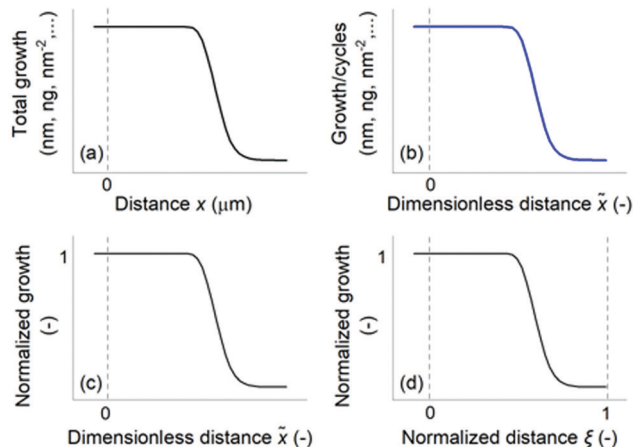 Total growth
(nm, ng, nm-2,...)
(a)
0
Distance x (μm)
Growth/cycles
(nm, ng, nm-2,...)
(b)
0
Dimensionless distance x̃ (-)
Normalized growth
(-)
1
(c)
0
Dimensionless distance x̃ (-)
Normalized growth
(-)
1
(d)
0
1
Normalized distance ξ (-)